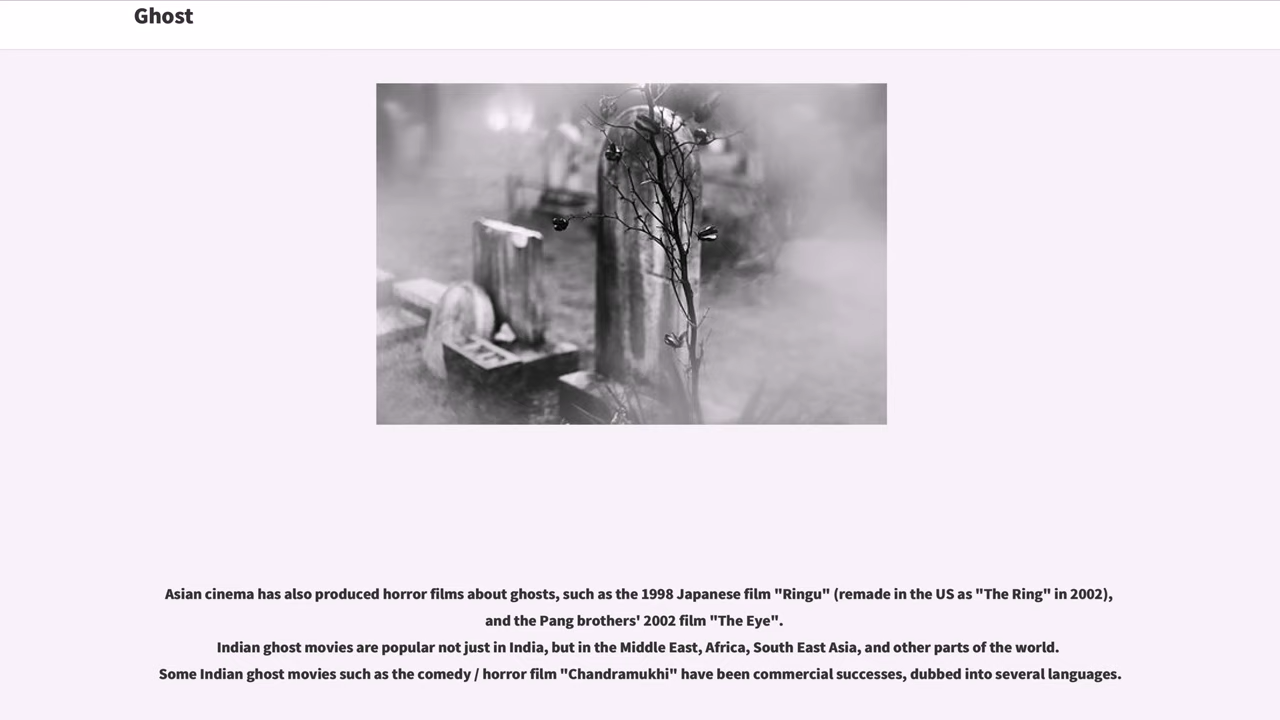 Ghost
Asian cinema has also produced horror films about ghosts, such as the 1998 Japanese film "Ringu" (remade in the US as "The Ring" in 2002),
and the Pang brothers' 2002 film "The Eye".
Indian ghost movies are popular not just in India, but in the Middle East, Africa, South East Asia, and other parts of the world.
Some Indian ghost movies such as the comedy / horror film "Chandramukhi" have been commercial successes, dubbed into several languages.